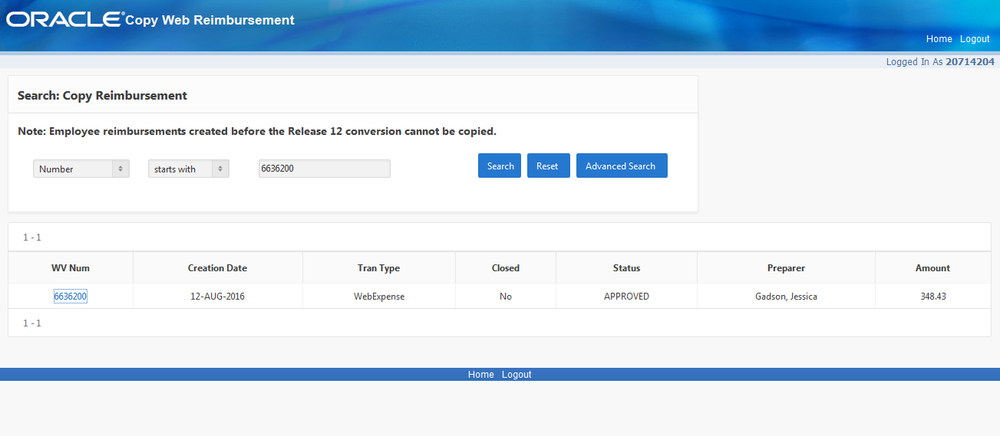 ORACLE® Copy Web Reimbursement
Home Logout
Logged In As 20714204
Search: Copy Reimbursement
Note: Employee reimbursements created before the Release 12 conversion cannot be copied.
Number starts with 6636200 Search Reset Advanced Search
1 - 1
WV Num Creation Date Tran Type Closed Status Preparer Amount
6636200 12-AUG-2016 WebExpense No APPROVED Gadson, Jessica 348.43
1 - 1
Home Logout